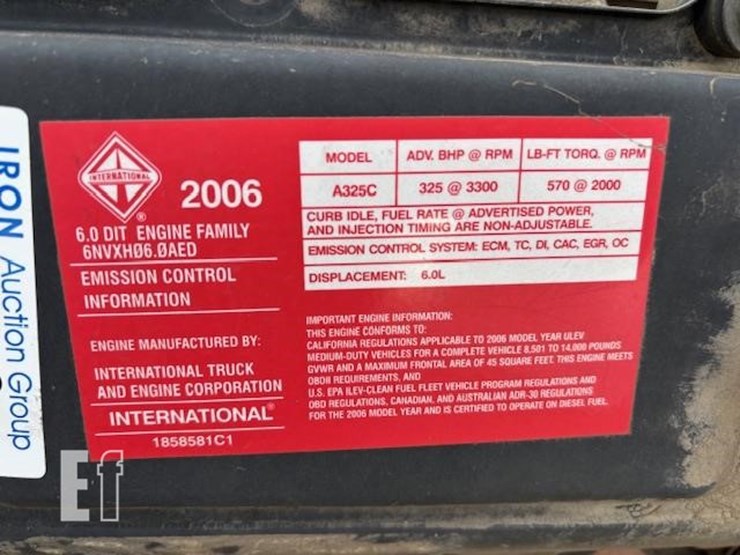 IRON Auction Group
INTERNATIONAL
®
2006
6.0 DIT ENGINE FAMILY
6NVXHØ6.ØAED
EMISSION CONTROL
INFORMATION
ENGINE MANUFACTURED BY:
INTERNATIONAL TRUCK
AND ENGINE CORPORATION
INTERNATIONAL®
1858581C1
MODEL ADV. BHP @ RPM LB-FT TORQ. @ RPM
A325C 325 @ 3300 570 @ 2000
CURB IDLE, FUEL RATE @ ADVERTISED POWER,
AND INJECTION TIMING ARE NON-ADJUSTABLE.
EMISSION CONTROL SYSTEM: ECM, TC, DI, CAC, EGR, OC
DISPLACEMENT: 6.0L
IMPORTANT ENGINE INFORMATION:
THIS ENGINE CONFORMS TO:
CALIFORNIA REGULATIONS APPLICABLE TO 2006 MODEL YEAR ULEV
MEDIUM-DUTY VEHICLES FOR A COMPLETE VEHICLE 8,501 TO 14,000 POUNDS
GVWR AND A MAXIMUM FRONTAL AREA OF 45 SQUARE FEET. THIS ENGINE MEETS
OBDII REQUIREMENTS, AND
U.S. EPA ILEV-CLEAN FUEL FLEET VEHICLE PROGRAM REGULATIONS AND
OBD REGULATIONS, CANADIAN, AND AUSTRALIAN ADR-30 REGULATIONS
FOR THE 2006 MODEL YEAR AND IS CERTIFIED TO OPERATE ON DIESEL FUEL.
Ef